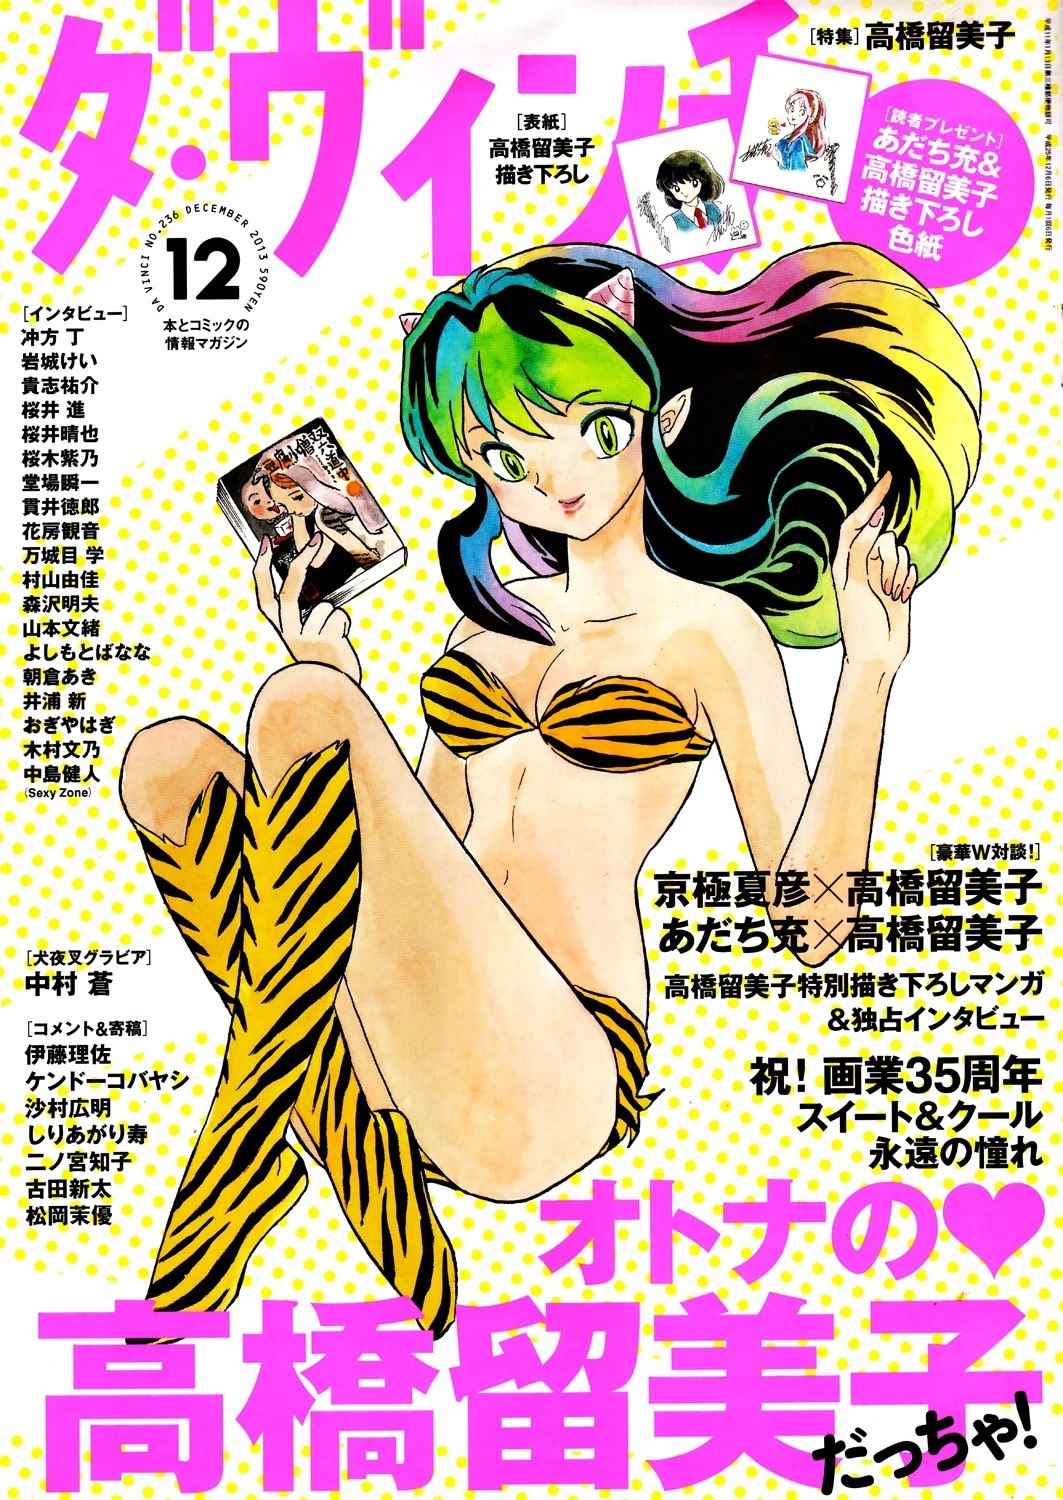 ダ・ヴィンチ
[特集] 高橋留美子
[表紙]
高橋留美子
描き下ろし
[読者プレゼント]
あだち充&
高橋留美子
描き下ろし
色紙
DA VINCI NO.236 DECEMBER 2013 590YEN
12
本とコミックの
情報マガジン
[インタビュー]
冲方 丁
岩城けい
貴志祐介
桜井 進
桜井晴也
桜木紫乃
堂場瞬一
貫井徳郎
花房観音
万城目 学
村山由佳
森沢明夫
山本文緒
よしもとばなな
朝倉あき
井浦 新
おぎやはぎ
木村文乃
中島健人
(Sexy Zone)
[犬夜叉グラビア]
中村 蒼
[コメント&寄稿]
伊藤理佐
ケンドーコバヤシ
沙村広明
しりあがり寿
二ノ宮知子
古田新太
松岡茉優
[豪華W対談!]
京極夏彦×高橋留美子
あだち充×高橋留美子
高橋留美子特別描き下ろしマンガ
&独占インタビュー
祝! 画業35周年
スイート&クール
永遠の憧れ
オトナの♥
高橋留美子
だっちゃ!